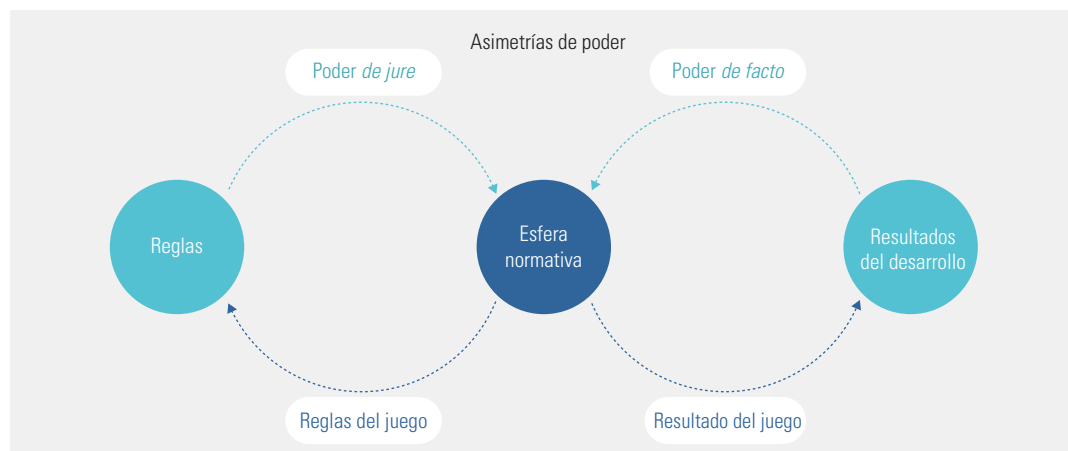 Asimetrías de poder
Poder de jure
Poder de facto
Reglas
Esfera
normativa
Resultados
del desarrollo
Reglas del juego
Resultado del juego